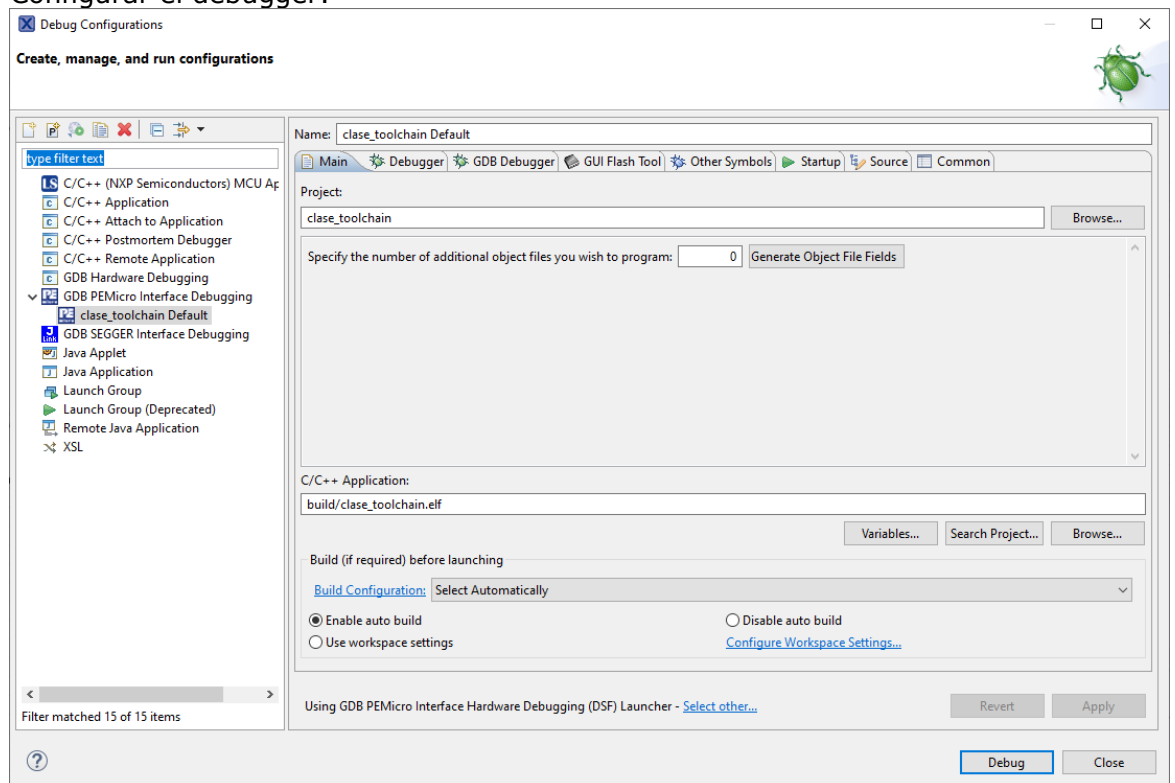 Configurar el debugger:
Debug Configurations
Create, manage, and run configurations
type filter text
C/C++ (NXP Semiconductors) MCU Ap
C/C++ Application
C/C++ Attach to Application
C/C++ Postmortem Debugger
C/C++ Remote Application
GDB Hardware Debugging
GDB PEMicro Interface Debugging
clase_toolchain Default
GDB SEGGER Interface Debugging
Java Applet
Java Application
Launch Group
Launch Group (Deprecated)
Remote Java Application
XSL
Filter matched 15 of 15 items
Name: clase_toolchain Default
Main Debugger GDB Debugger GUI Flash Tool Other Symbols Startup Source Common
Project:
clase_toolchain Browse...
Specify the number of additional object files you wish to program: 0 Generate Object File Fields
C/C++ Application:
build/clase_toolchain.elf
Variables... Search Project... Browse...
Build (if required) before launching
Build Configuration: Select Automatically
Enable auto build Disable auto build
Use workspace settings Configure Workspace Settings...
Using GDB PEMicro Interface Hardware Debugging (DSF) Launcher - Select other... Revert Apply
Debug Close